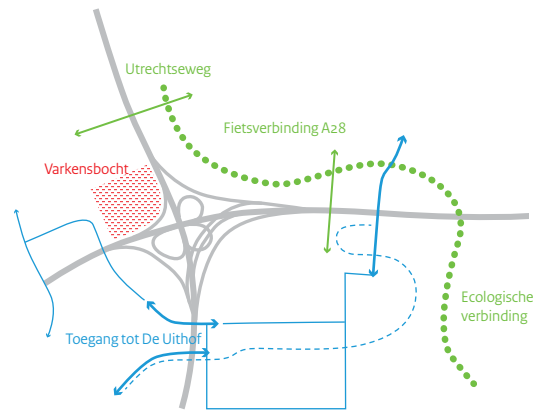 Utrechtseweg
Fietsverbinding A28
Varkensbocht
Ecologische
verbinding
Toegang tot De Uithof